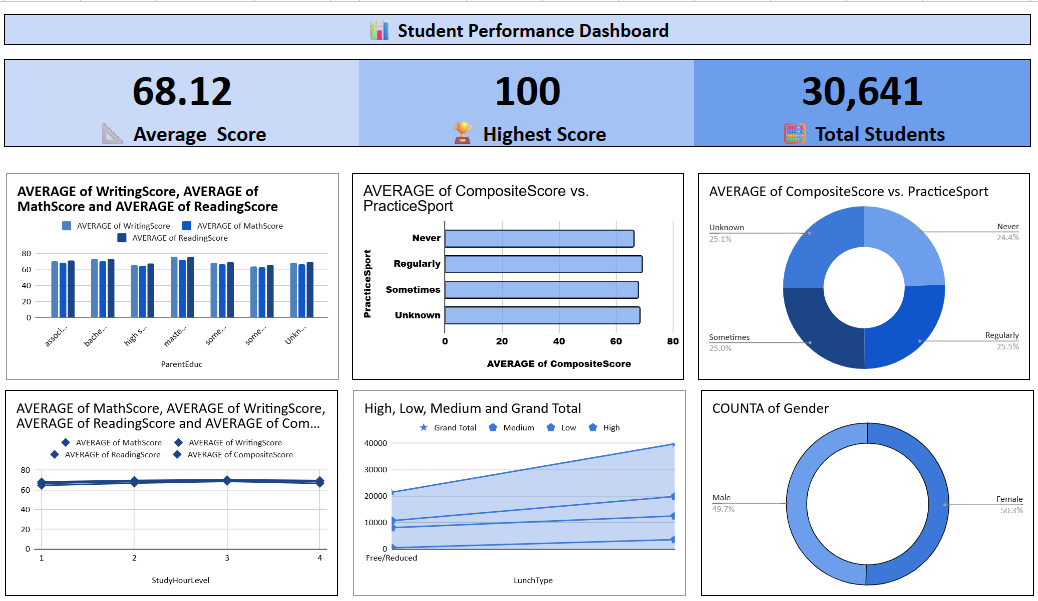 Student Performance Dashboard
68.12
100
30,641
Average Score
Highest Score
Total Students
AVERAGE of WritingScore, AVERAGE of
MathScore and AVERAGE of ReadingScore
AVERAGE of WritingScore
AVERAGE of MathScore
AVERAGE of ReadingScore
80
60
40
20
0
associ...
bache...
high s...
maste...
some...
some...
Unkn...
ParentEduc
AVERAGE of CompositeScore vs.
PracticeSport
PracticeSport
Never
Regularly
Sometimes
Unknown
0
20
40
60
80
AVERAGE of CompositeScore
AVERAGE of CompositeScore vs. PracticeSport
Unknown
25.1%
Never
24.4%
Sometimes
25.0%
Regularly
25.5%
AVERAGE of MathScore, AVERAGE of WritingScore,
AVERAGE of ReadingScore and AVERAGE of Com...
AVERAGE of MathScore
AVERAGE of WritingScore
AVERAGE of ReadingScore
AVERAGE of CompositeScore
80
60
40
20
0
1
2
3
4
StudyHourLevel
High, Low, Medium and Grand Total
Grand Total
Medium
Low
High
40000
30000
20000
10000
0
Free/Reduced
LunchType
COUNTA of Gender
Male
49.7%
Female
50.3%